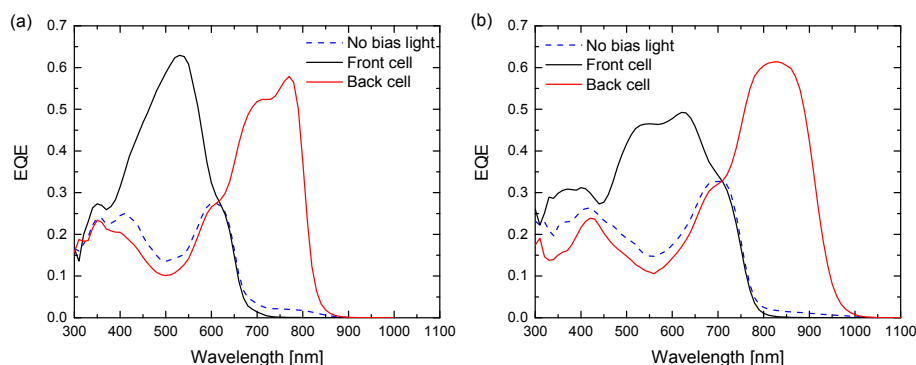 (a)
0.7
0.6
0.5
0.4
0.3
0.2
0.1
0.0
EQE
No bias light
Front cell
Back cell
300 400 500 600 700 800 900 1000 1100
Wavelength [nm]
(b)
0.7
0.6
0.5
0.4
0.3
0.2
0.1
0.0
EQE
No bias light
Front cell
Back cell
300 400 500 600 700 800 900 1000 1100
Wavelength [nm]